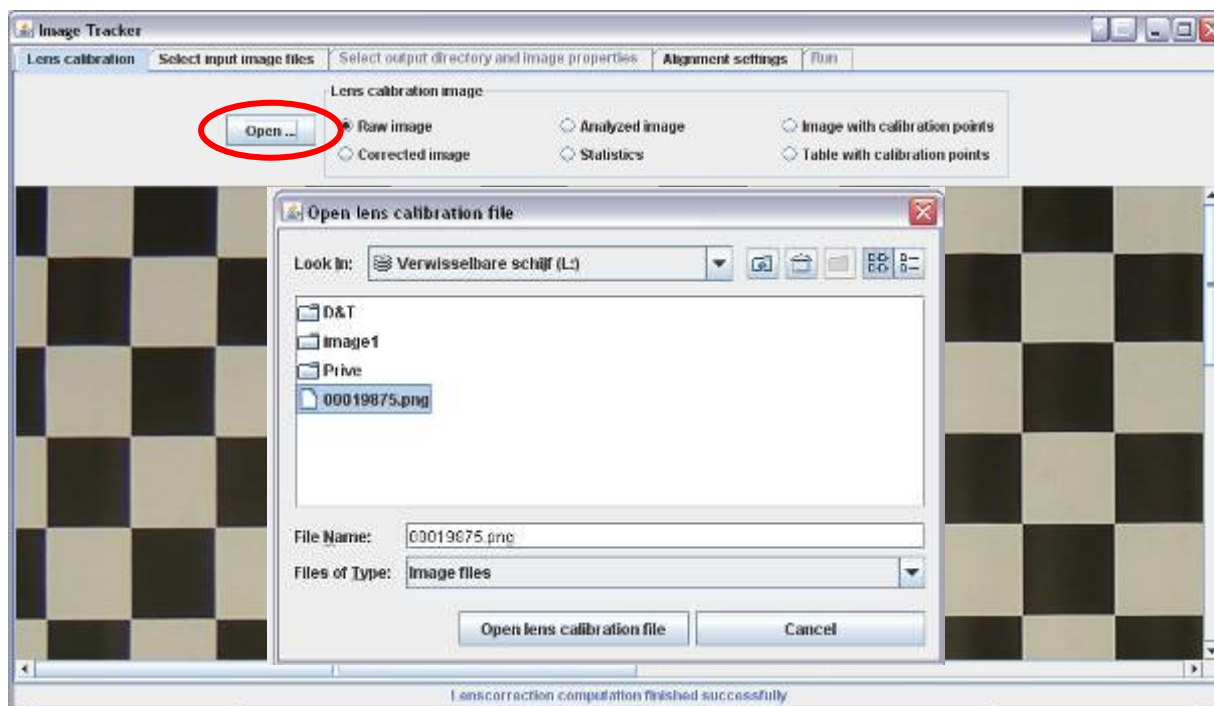 Image Tracker
Lens calibration Select input image files Select output directory and image properties Alignment settings Run
Lens calibration image
Open ... Raw image Analyzed image Image with calibration points
Corrected image Statistics Table with calibration points
Open lens calibration file
Look In: Verwisselbare schijf (L:)
D&T
image1
Prive
00019875.png
File Name: 00019875.png
Files of Type: Image files
Open lens calibration file Cancel
Lenscorrection computation finished successfully